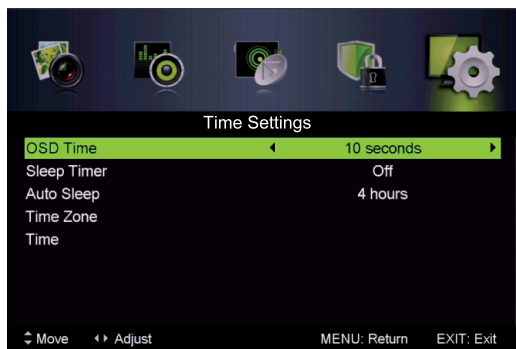 Time Settings
OSD Time 10 seconds
Sleep Timer Off
Auto Sleep 4 hours
Time Zone
Time
Move Adjust MENU: Return EXIT: Exit